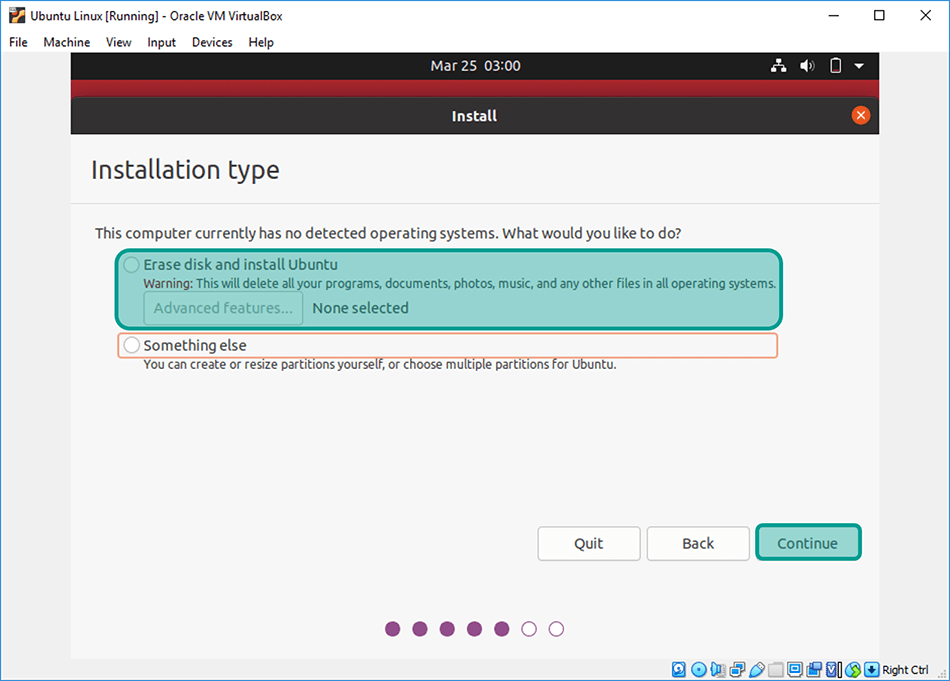 Ubuntu Linux [Running] - Oracle VM VirtualBox
File Machine View Input Devices Help
Mar 25 03:00
Install
Installation type
This computer currently has no detected operating systems. What would you like to do?
Erase disk and install Ubuntu
Warning: This will delete all your programs, documents, photos, music, and any other files in all operating systems.
Advanced features... None selected
Something else
You can create or resize partitions yourself, or choose multiple partitions for Ubuntu.
Quit Back Continue
Right Ctrl